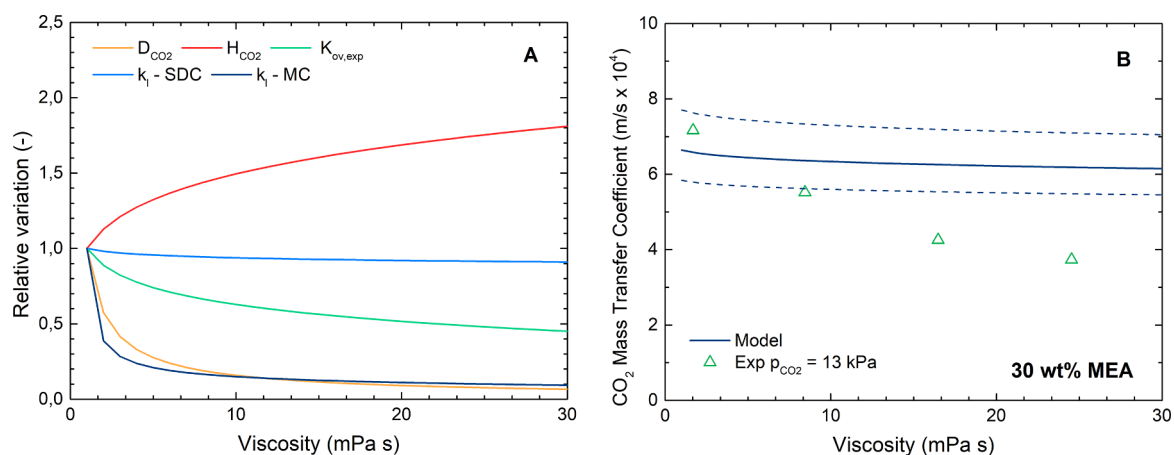 D_CO2 H_CO2 K_ov,exp
k_l - SDC k_l - MC
A
2,5
2,0
1,5
1,0
0,5
0,0
0 10 20 30
Relative variation (-)
Viscosity (mPa s)
B
10
8
6
4
2
0
0 10 20 30
CO₂ Mass Transfer Coefficient (m/s x 10⁴)
Model
Exp p_CO2 = 13 kPa
30 wt% MEA
Viscosity (mPa s)